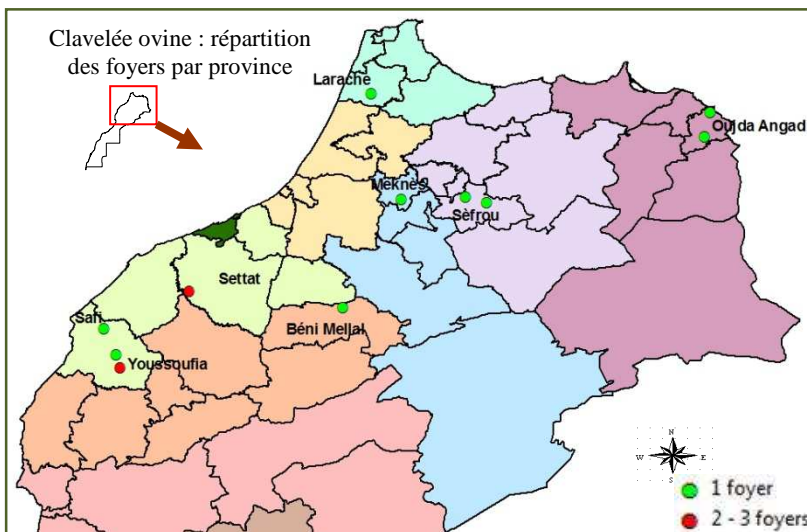 Clavelée ovine : répartition
des foyers par province
Larache
Oujda Angad
Meknès
Sèfrou
Settat
Safi
Béni Mellal
Youssoufia
N
W
E
S
1 foyer
2 - 3 foyers